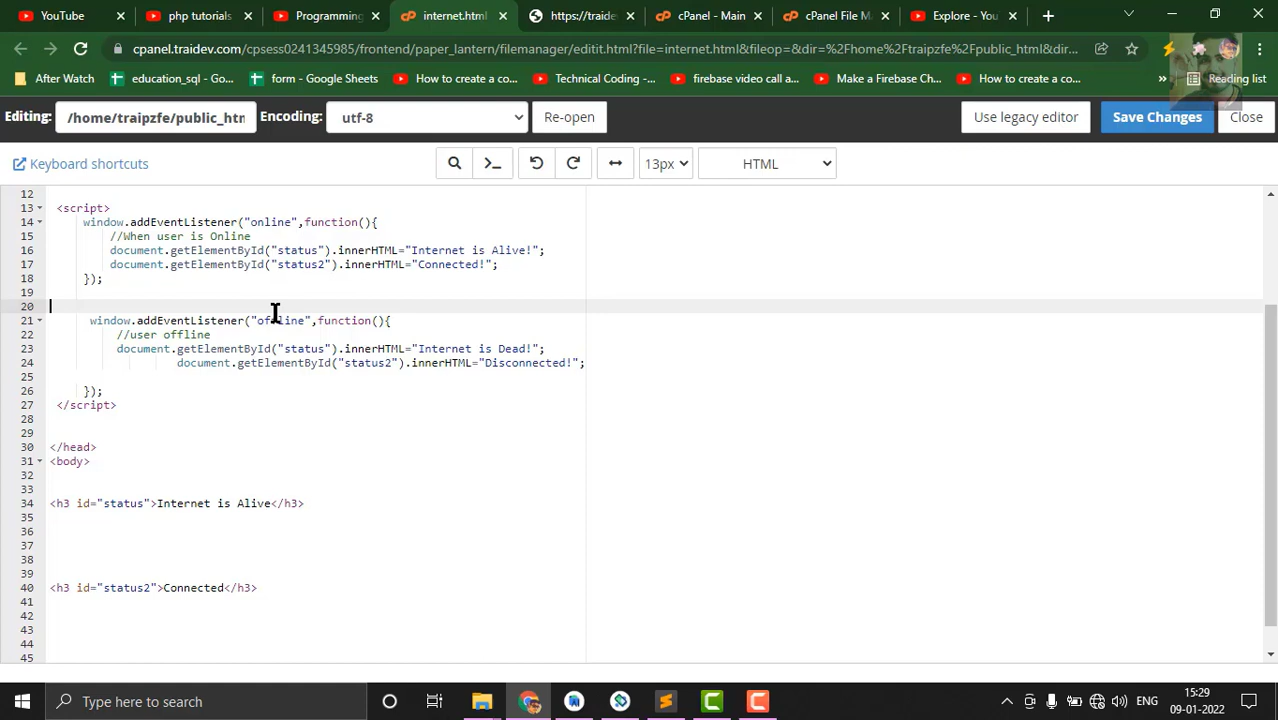 YouTube
php tutorials
Programming
internet.html
https://traide
cPanel - Main
cPanel File M
Explore - You
cpanel.traidev.com/cpsess0241345985/frontend/paper_lantern/filemanager/editit.html?file=internet.html&fileop=&dir=%2Fhome%2Ftraipzfe%2Fpublic_html&dir...
After Watch
education_sql - Go...
form - Google Sheets
How to create a co...
Technical Coding -...
firebase video call a...
Make a Firebase Ch...
How to create a co...
»
Reading list
Editing: /home/traipzfe/public_htn Encoding: utf-8 Re-open Use legacy editor Save Changes Close
Keyboard shortcuts 13px HTML
12
13 <script>
14 window.addEventListener("online",function(){
15 //When user is Online
16 document.getElementById("status").innerHTML="Internet is Alive!";
17 document.getElementById("status2").innerHTML="Connected!";
18 });
19
20
21 window.addEventListener("offline",function(){
22 //user offline
23 document.getElementById("status").innerHTML="Internet is Dead!";
24 document.getElementById("status2").innerHTML="Disconnected!";
25
26 });
27 </script>
28
29
30 </head>
31 <body>
32
33
34 <h3 id="status">Internet is Alive</h3>
35
36
37
38
39
40 <h3 id="status2">Connected</h3>
41
42
43
44
45
Type here to search
ENG
15:29
09-01-2022